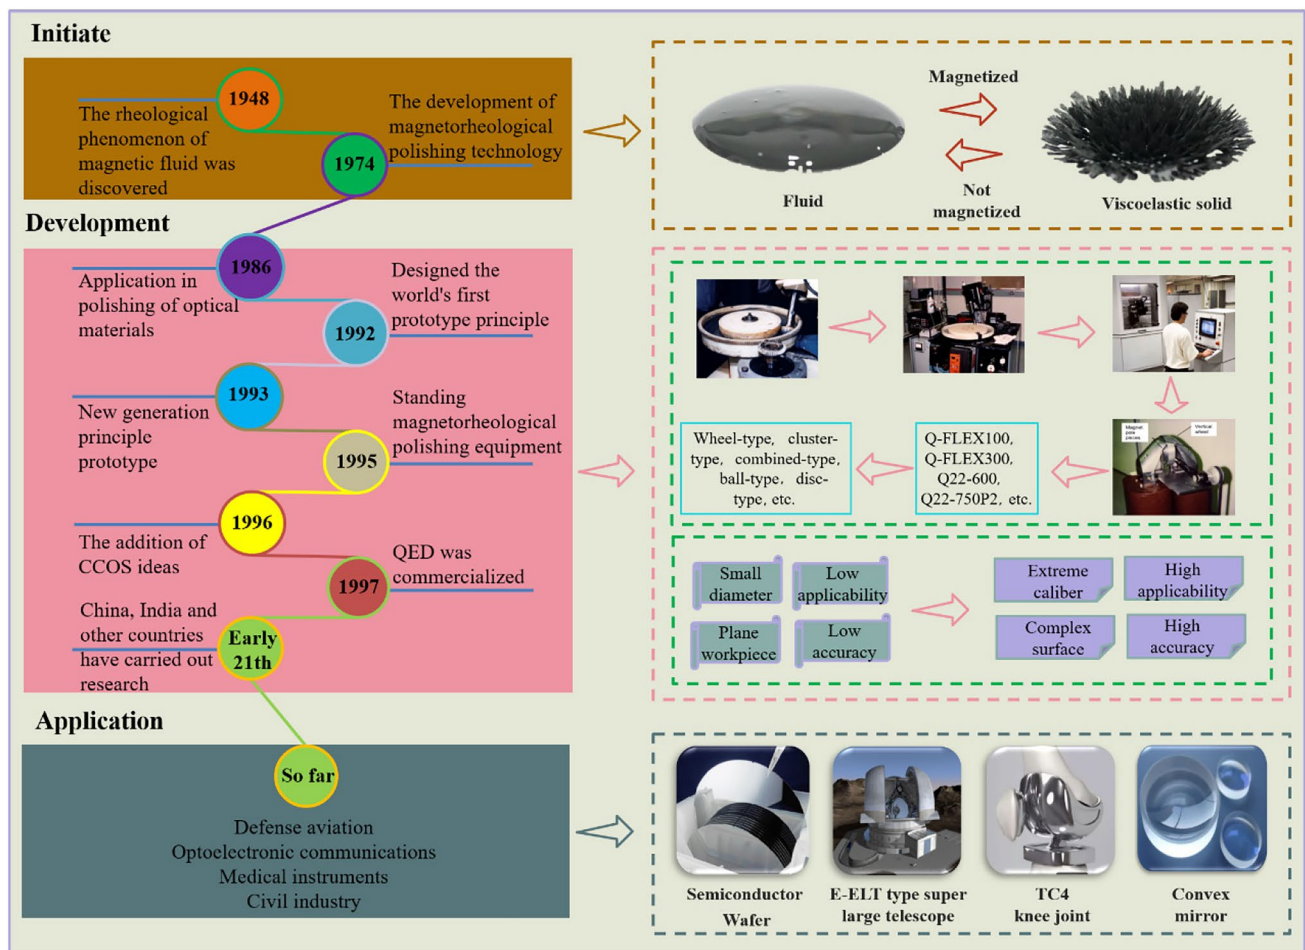 Initiate
1948
The rheological
phenomenon of
magnetic fluid was
discovered
The development of
magnetorheological
polishing technology
1974
Magnetized
Not
magnetized
Fluid
Viscoelastic solid
Development
1986
Application in
polishing of optical
materials
Designed the
world's first
prototype principle
1992
1993
New generation
principle
prototype
Standing
magnetorheological
polishing equipment
1995
1996
The addition of
CCOS ideas
QED was
commercialized
1997
China, India and
other countries
have carried out
research
Early
21th
Magnet
pole
pieces
Vertical
wheel
Wheel-type, cluster-
type, combined-type,
ball-type, disc-
type, etc.
Q-FLEX100,
Q-FLEX300,
Q22-600,
Q22-750P2, etc.
Small
diameter
Low
applicability
Plane
workpiece
Low
accuracy
Extreme
caliber
High
applicability
Complex
surface
High
accuracy
Application
So far
Defense aviation
Optoelectronic communications
Medical instruments
Civil industry
Semiconductor
Wafer
E-ELT type super
large telescope
TC4
knee joint
Convex
mirror